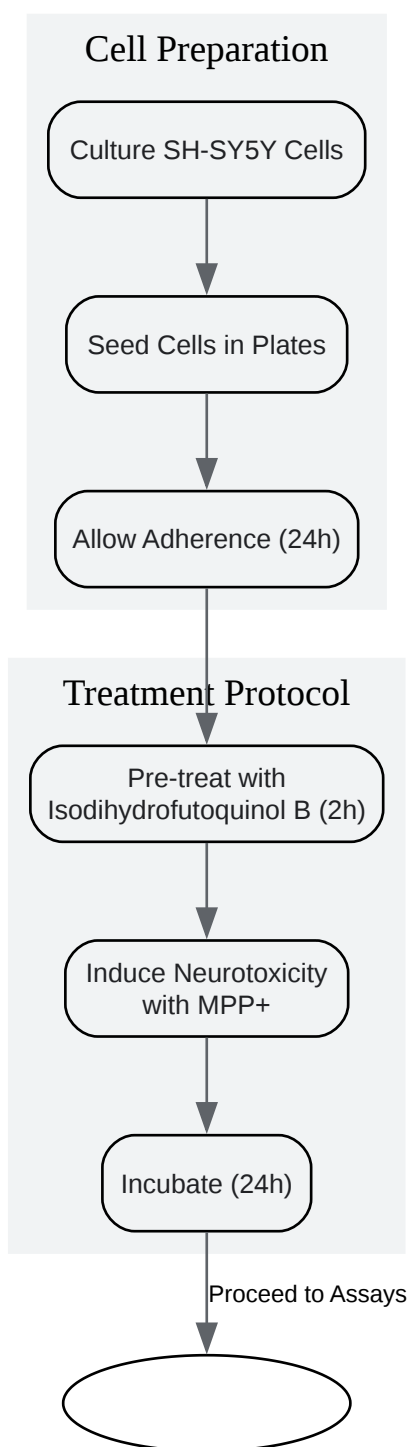 Cell Preparation
Culture SH-SY5Y Cells
Seed Cells in Plates
Allow Adherence (24h)
Treatment Protocol
Pre-treat with
Isodihydrofutoquinol B (2h)
Induce Neurotoxicity
with MPP+
Incubate (24h)
Proceed to Assays